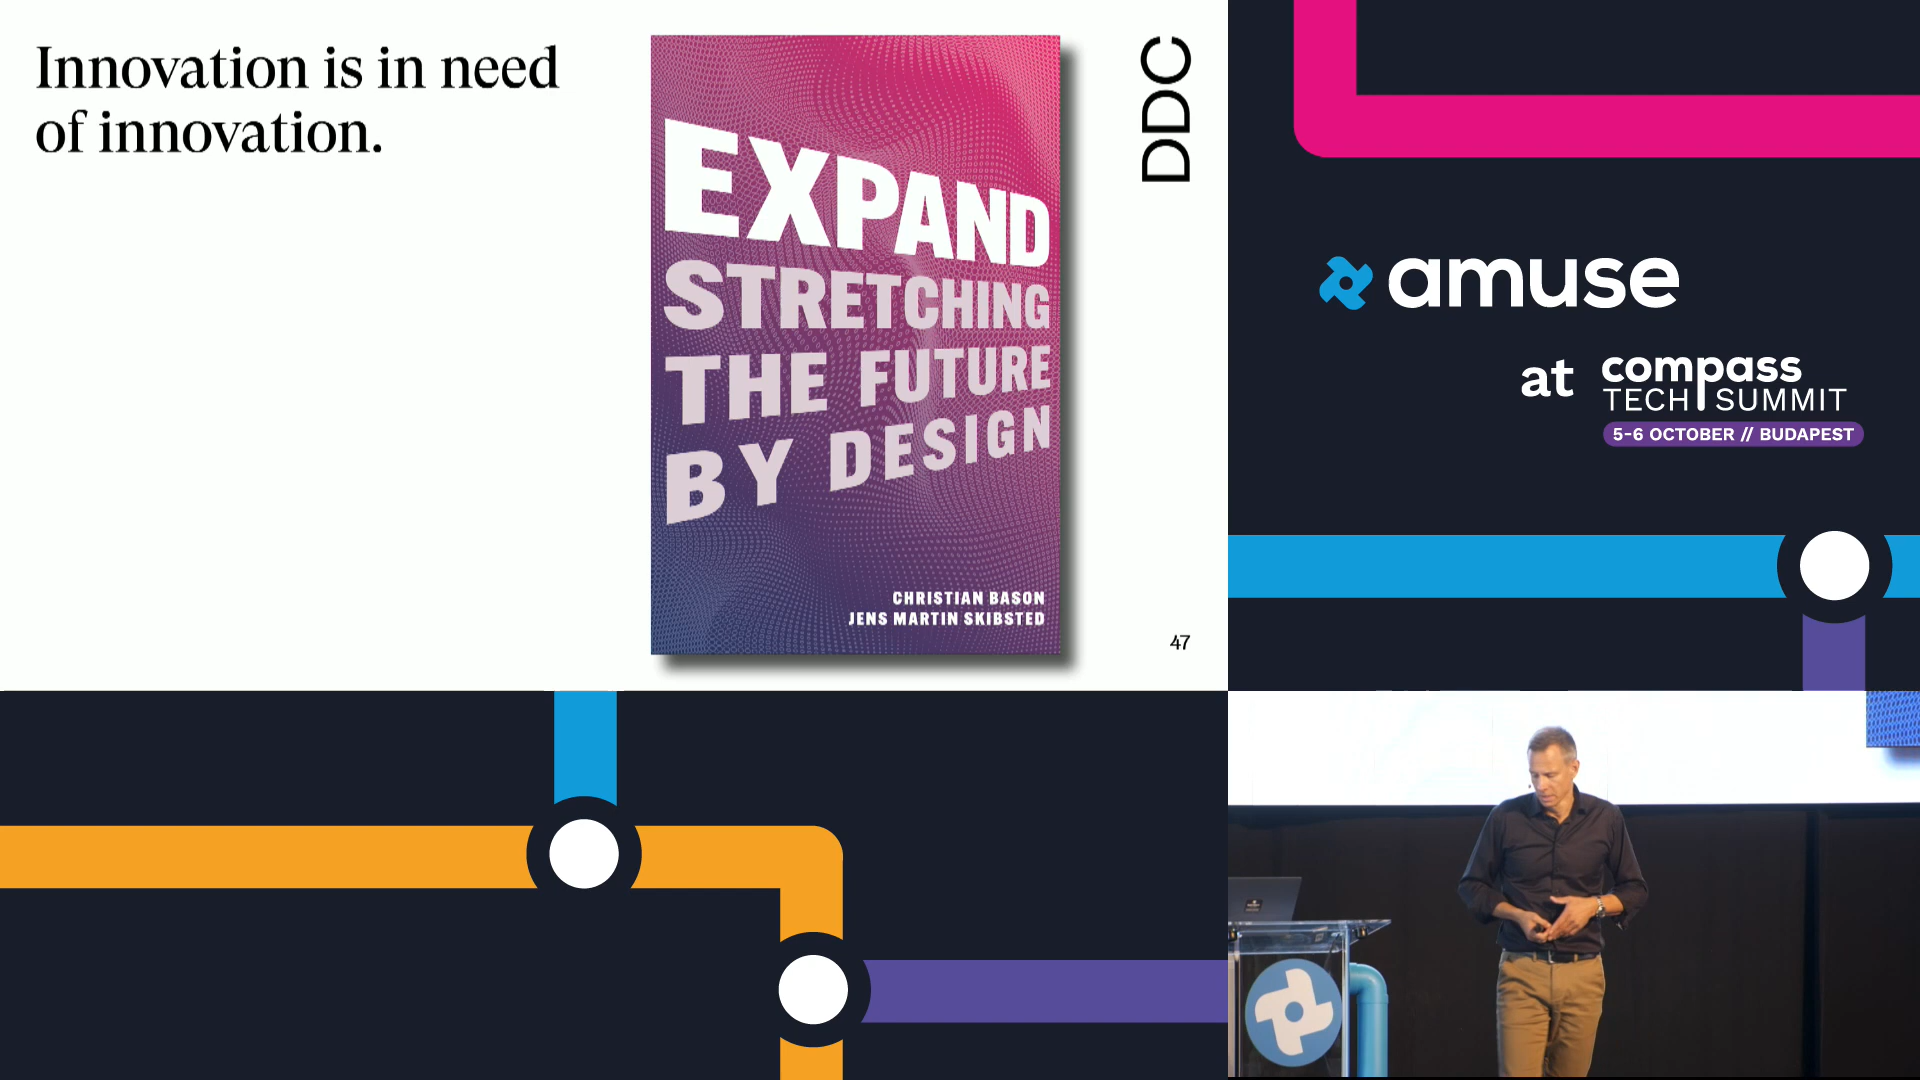 Innovation is in need
of innovation.
EXPAND
STRETCHING
THE FUTURE
BY DESIGN
CHRISTIAN BASON
JENS MARTIN SKIBSTED
DDC
47
amuse
at
compass
TECH SUMMIT
5-6 OCTOBER // BUDAPEST